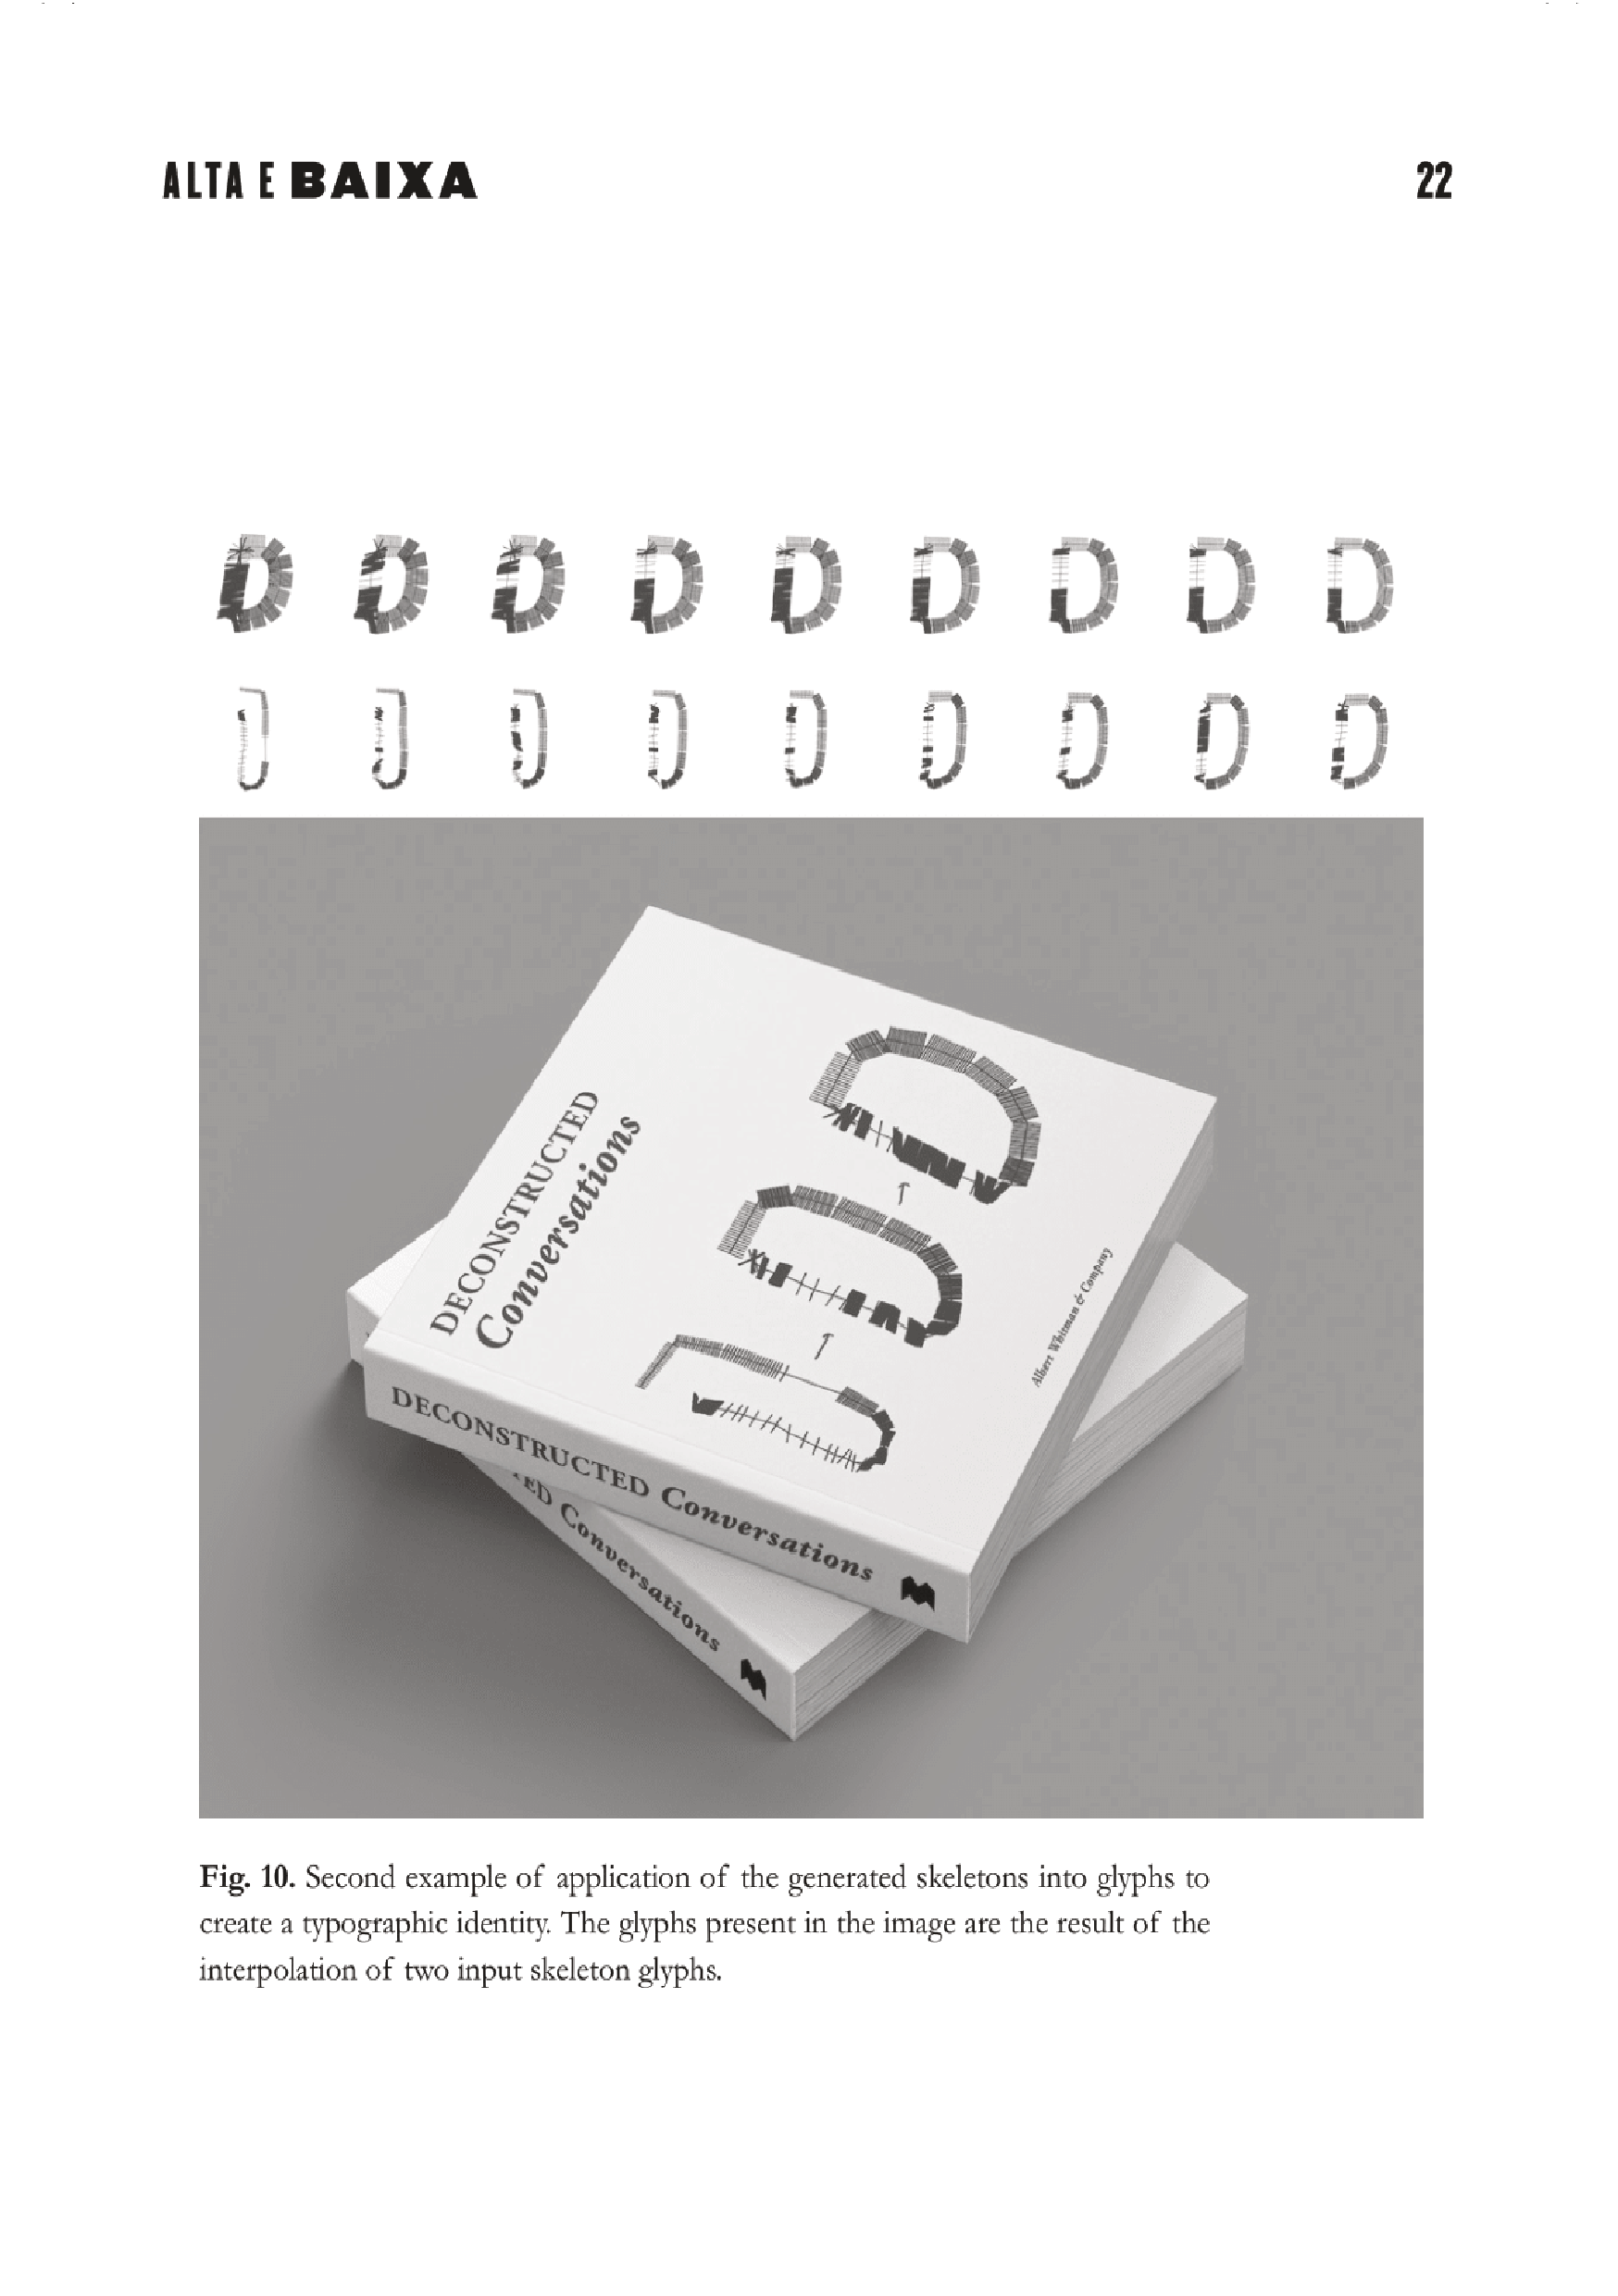 ALTA E BAIXA
22
D D D D D D D D D
D D D D D D D D D
DECONSTRUCTED
Conversations
D
D
D
Albert Whitman & Company
DECONSTRUCTED Conversations
TED Conversations
Fig. 10. Second example of application of the generated skeletons into glyphs to
create a typographic identity. The glyphs present in the image are the result of the
interpolation of two input skeleton glyphs.